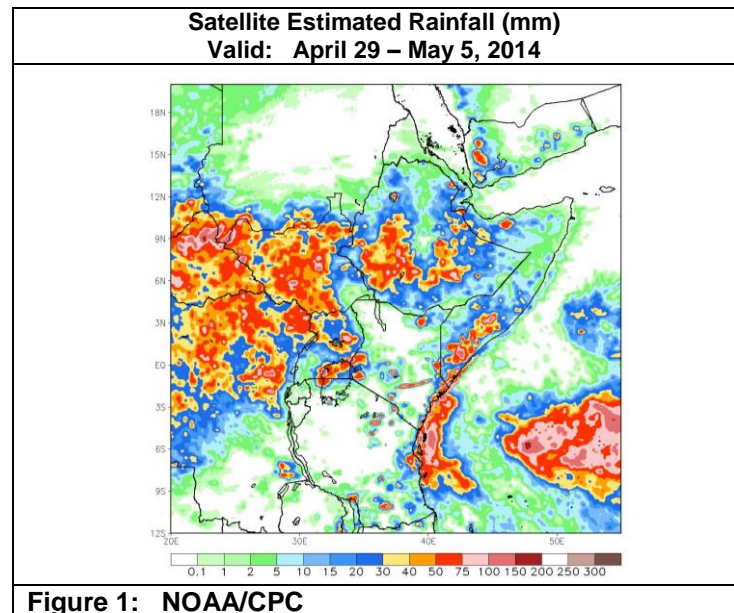 Satellite Estimated Rainfall (mm)
Valid: April 29 – May 5, 2014
18N
15N
12N
9N
6N
3N
EQ
3S
6S
9S
12S
20E 30E 40E 50E
0.1 1 2 5 10 15 20 30 40 50 75 100 150 200 250 300
Figure 1: NOAA/CPC